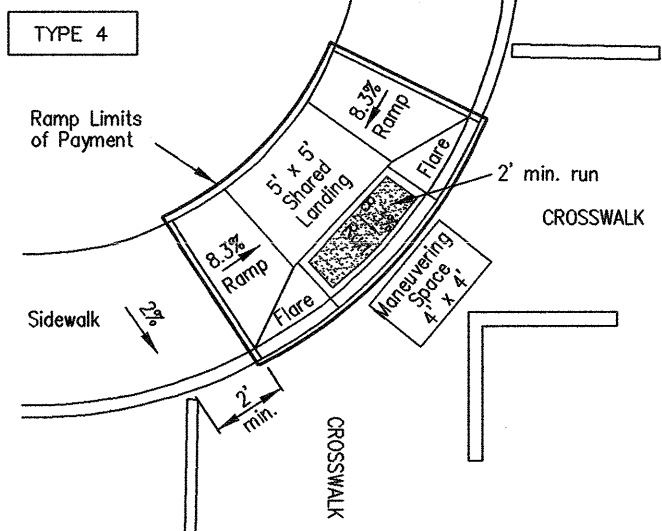 TYPE 4
Ramp Limits
of Payment
8.3%
Ramp
5' x 5'
Shared
Landing
Flare
2' min. run
CROSSWALK
8.3%
Ramp
Maneuvering
Space
4' X 4'
Sidewalk
2%
Flare
2'
min.
CROSSWALK